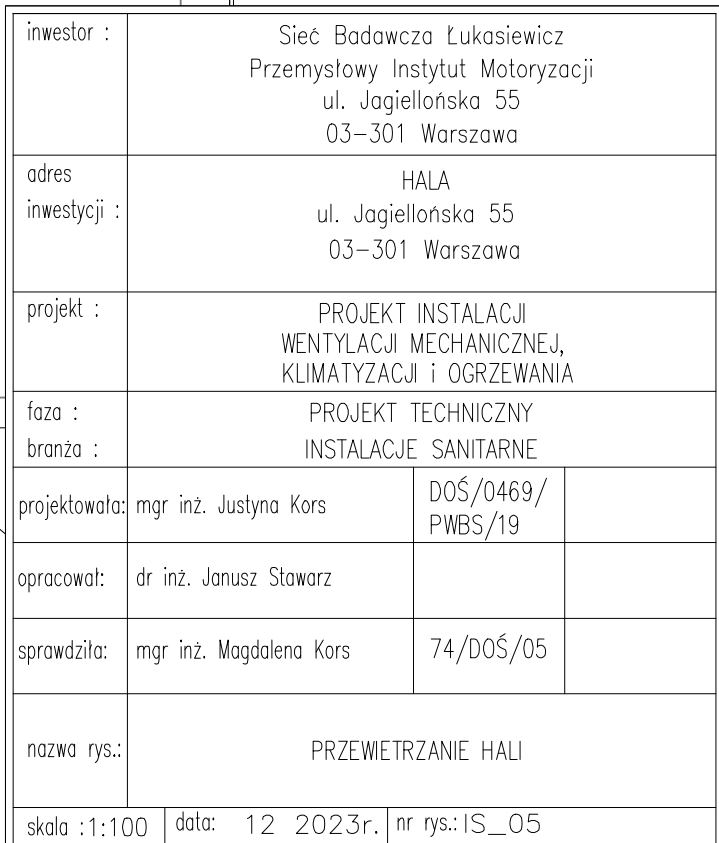 inwestor :
Sieć Badawcza Łukasiewicz
Przemysłowy Instytut Motoryzacji
ul. Jagiellońska 55
03-301 Warszawa
adres
inwestycji :
HALA
ul. Jagiellońska 55
03-301 Warszawa
projekt :
PROJEKT INSTALACJI
WENTYLACJI MECHANICZNEJ,
KLIMATYZACJI i OGRZEWANIA
faza :
PROJEKT TECHNICZNY
branża :
INSTALACJE SANITARNE
projektowała: mgr inż. Justyna Kors
DOŚ/0469/
PWBS/19
opracował: dr inż. Janusz Stawarz
sprawdziła: mgr inż. Magdalena Kors 74/DOŚ/05
nazwa rys.: PRZEWIETRZANIE HALI
skala :1:100 data: 12 2023r. nr rys.: IS_05